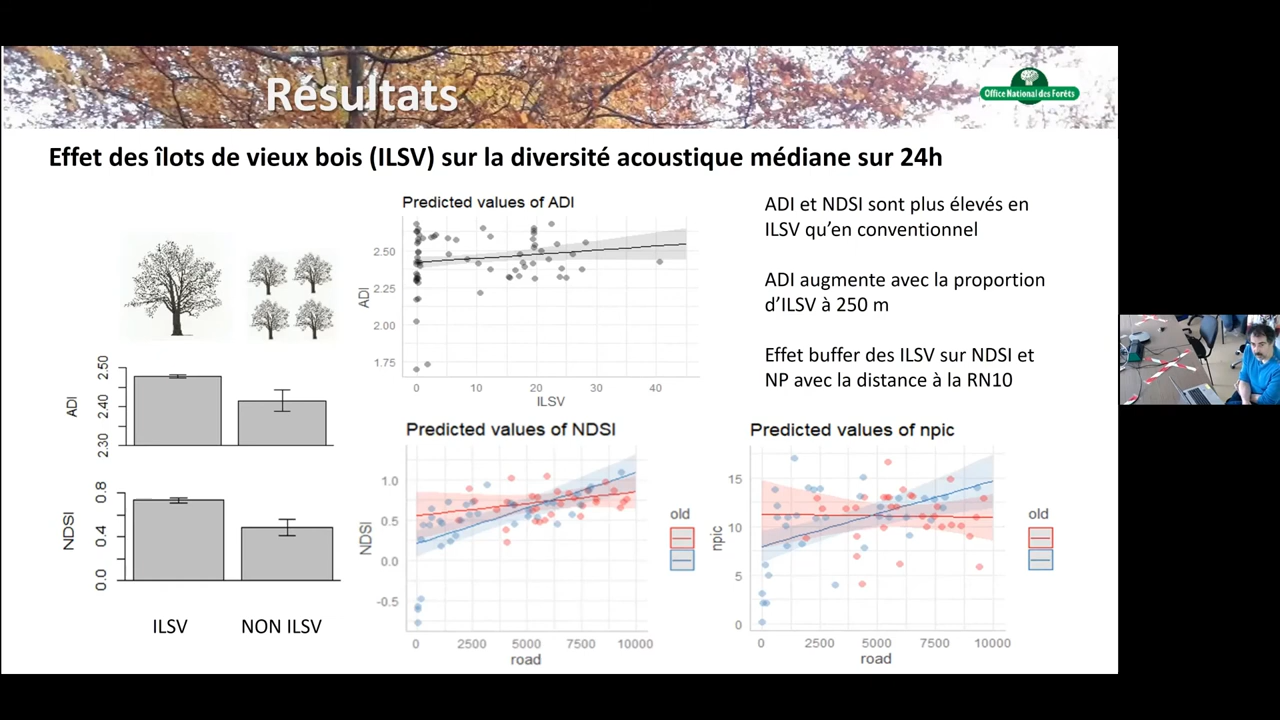 Résultats
Office National des Forêts
Effet des îlots de vieux bois (ILSV) sur la diversité acoustique médiane sur 24h
ADI
2.30 2.40 2.50
NDSI
0.0 0.4 0.8
ILSV NON ILSV
Predicted values of ADI
ADI
2.50
2.25
2.00
1.75
0 10 20 30 40
ILSV
ADI et NDSI sont plus élevés en
ILSV qu'en conventionnel
ADI augmente avec la proportion
d'ILSV à 250 m
Effet buffer des ILSV sur NDSI et
NP avec la distance à la RN10
Predicted values of NDSI
NDSI
1.0
0.5
0.0
-0.5
0 2500 5000 7500 10000
road
old
Predicted values of npic
npic
15
10
5
0
0 2500 5000 7500 10000
road
old